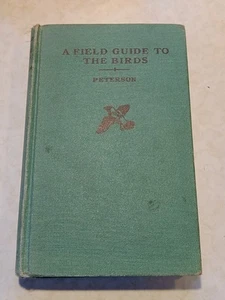 A FIELD GUIDE TO
THE BIRDS
PETERSON